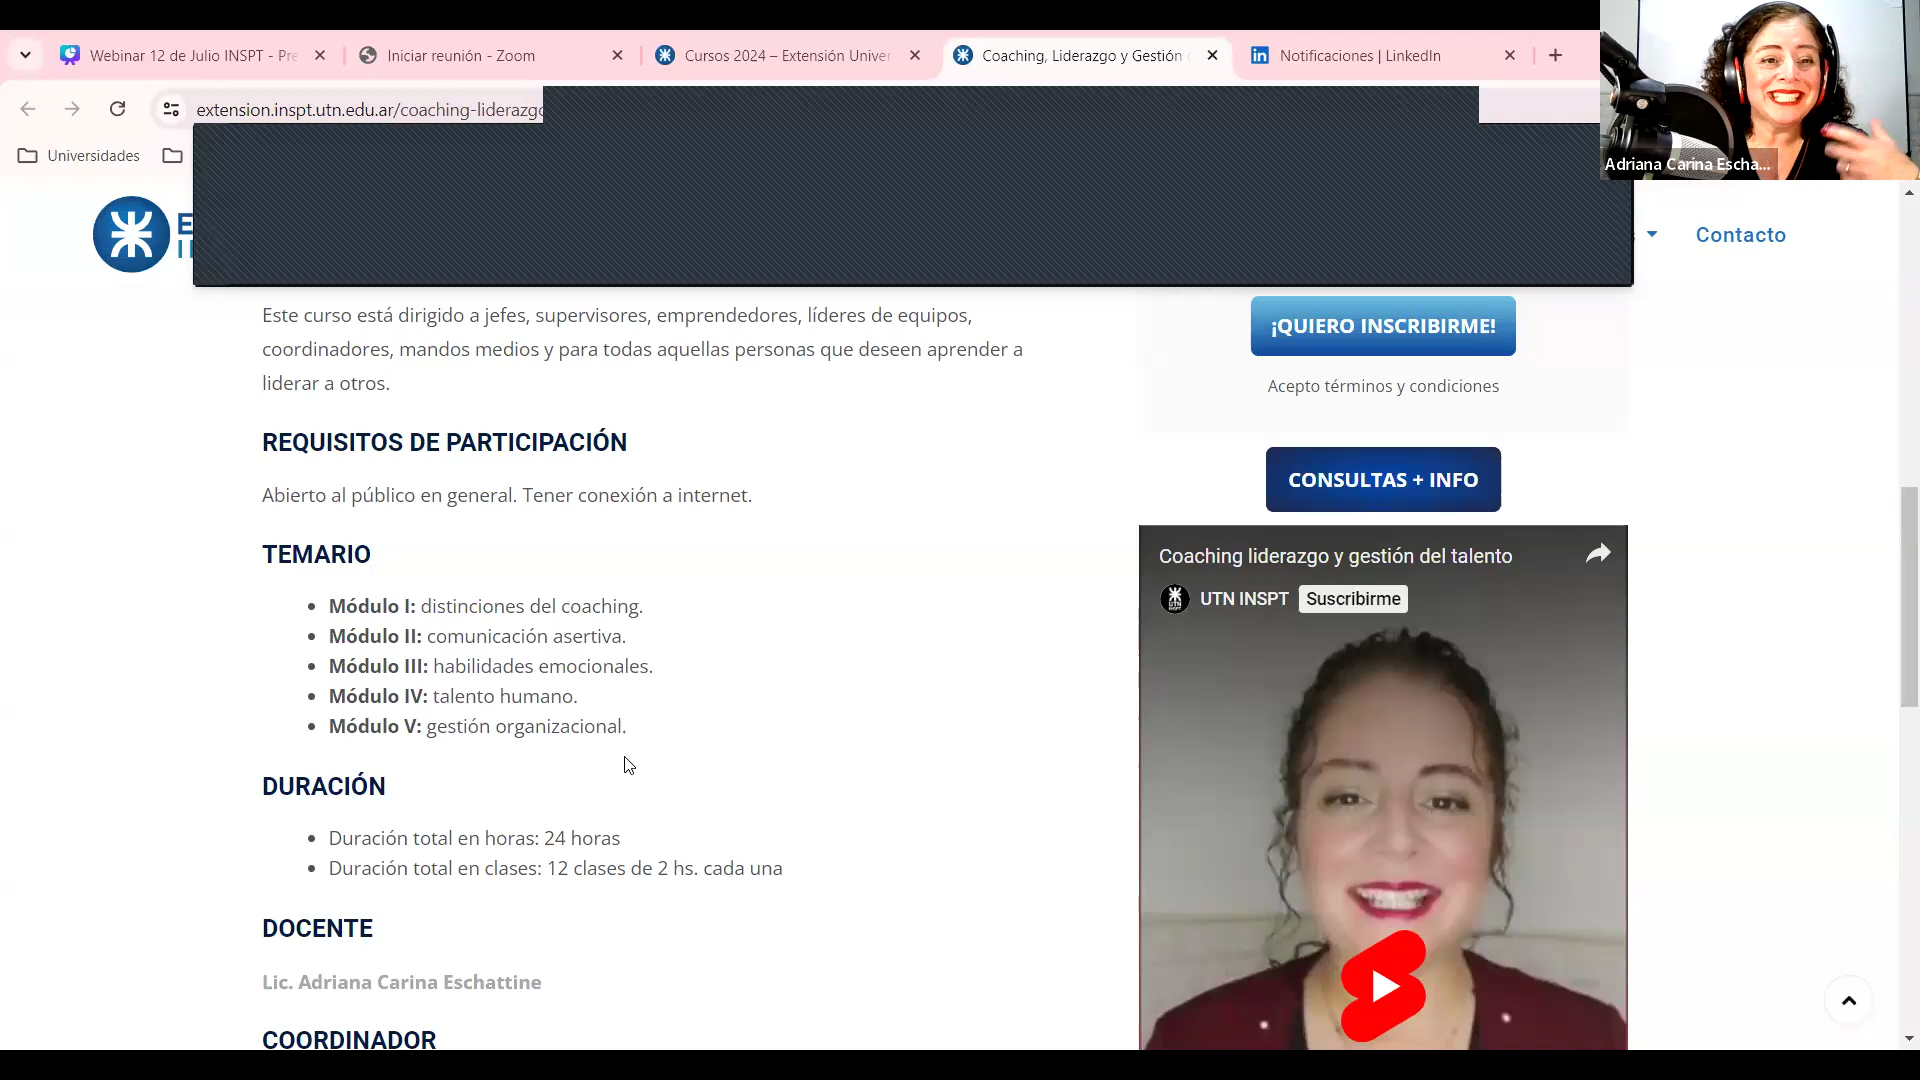 Webinar 12 de Julio INSPT - Pre
Iniciar reunión - Zoom
Cursos 2024 – Extensión Univer
Coaching, Liderazgo y Gestión
Notificaciones | LinkedIn
extension.inspt.utn.edu.ar/coaching-liderazgo
Universidades
Adriana Carina Escha...
Contacto
Este curso está dirigido a jefes, supervisores, emprendedores, líderes de equipos,
coordinadores, mandos medios y para todas aquellas personas que deseen aprender a
liderar a otros.
REQUISITOS DE PARTICIPACIÓN
Abierto al público en general. Tener conexión a internet.
TEMARIO
Módulo I: distinciones del coaching.
Módulo II: comunicación asertiva.
Módulo III: habilidades emocionales.
Módulo IV: talento humano.
Módulo V: gestión organizacional.
DURACIÓN
Duración total en horas: 24 horas
Duración total en clases: 12 clases de 2 hs. cada una
DOCENTE
Lic. Adriana Carina Eschattine
COORDINADOR
¡QUIERO INSCRIBIRME!
Acepto términos y condiciones
CONSULTAS + INFO
Coaching liderazgo y gestión del talento
UTN INSPT
Suscribirme